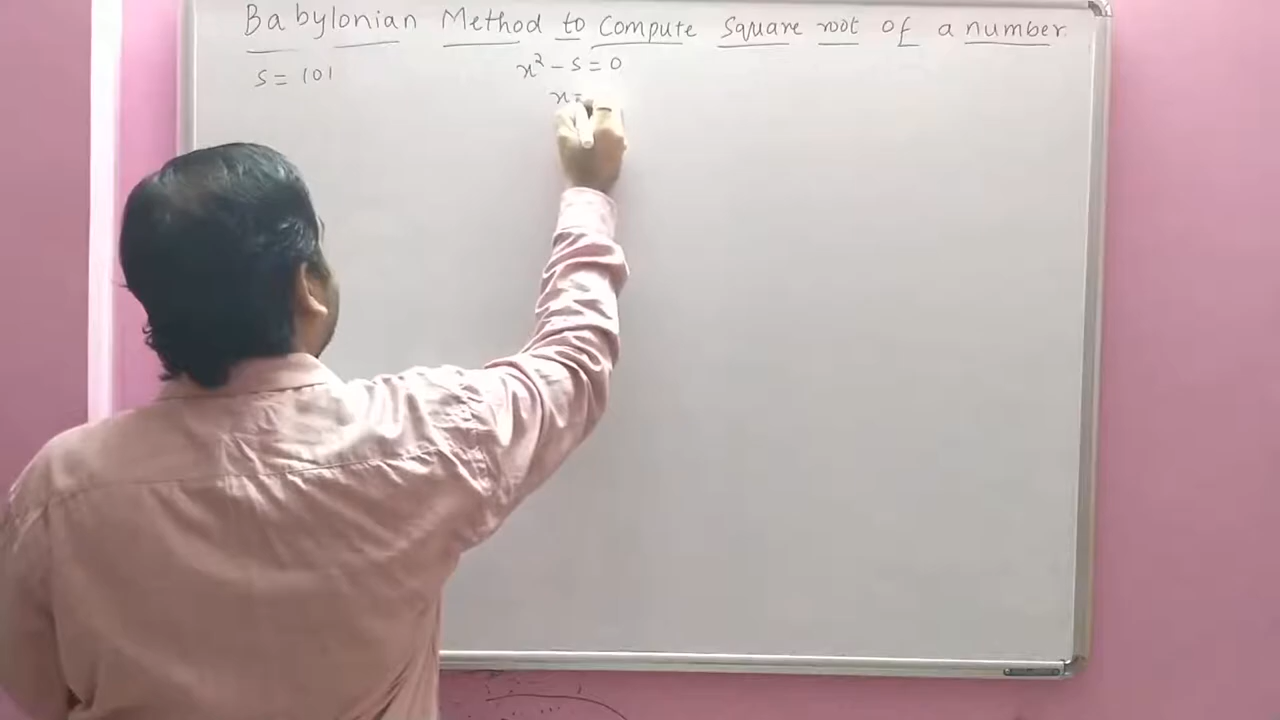 Babylonian Method to Compute Square root of a number
S = 101
x² - S = 0
x =